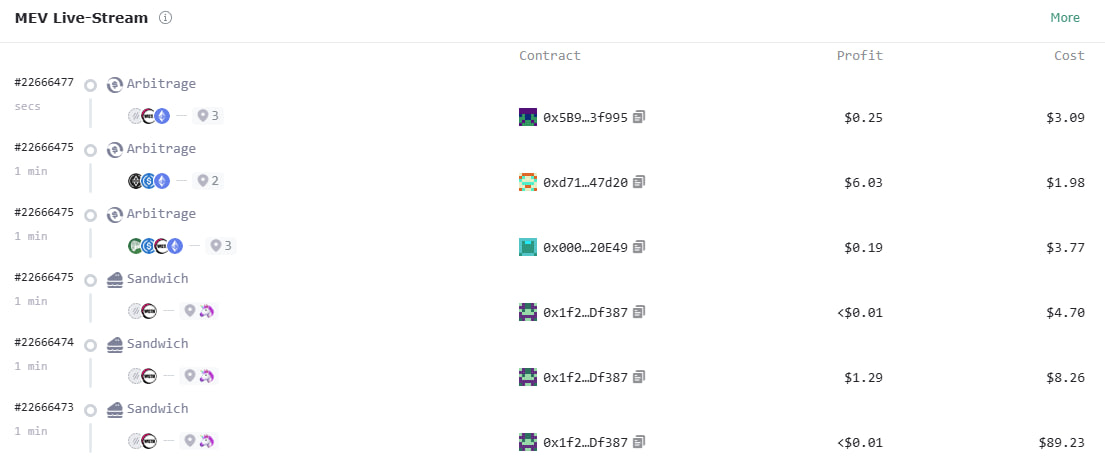 MEV Live-Stream More
Contract Profit Cost
#22666477 Arbitrage
secs
3 0x5B9…3f995 $0.25 $3.09
#22666475 Arbitrage
1 min
2 0xd71…47d20 $6.03 $1.98
#22666475 Arbitrage
1 min
3 0x000…20E49 $0.19 $3.77
#22666475 Sandwich
1 min
0x1f2…Df387 <$0.01 $4.70
#22666474 Sandwich
1 min
0x1f2…Df387 $1.29 $8.26
#22666473 Sandwich
1 min
0x1f2…Df387 <$0.01 $89.23